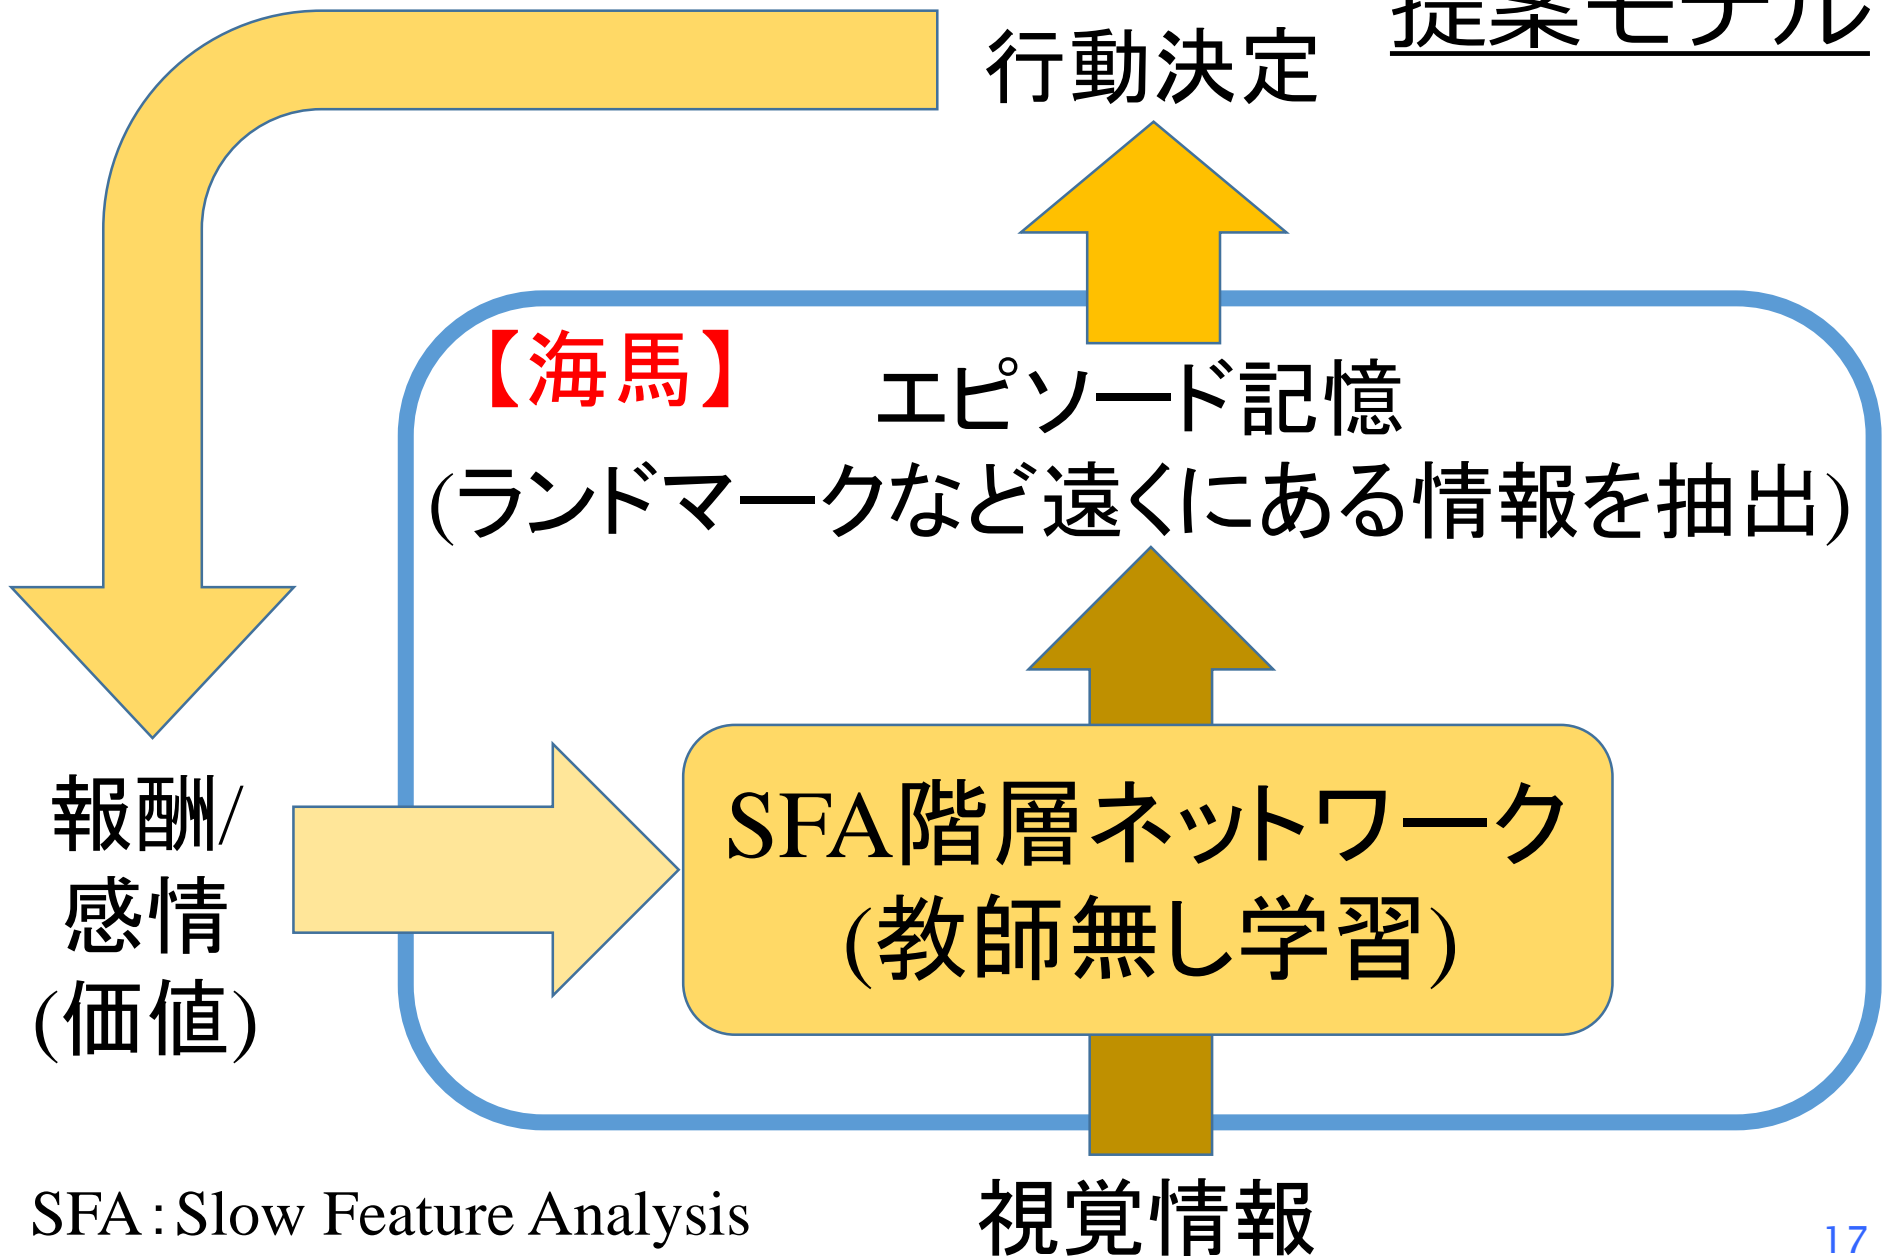 提案モデル
行動決定
【海馬】
エピソード記憶
(ランドマークなど遠くにある情報を抽出)
報酬/
感情
(価値)
SFA階層ネットワーク
(教師無し学習)
視覚情報
SFA：Slow Feature Analysis
17